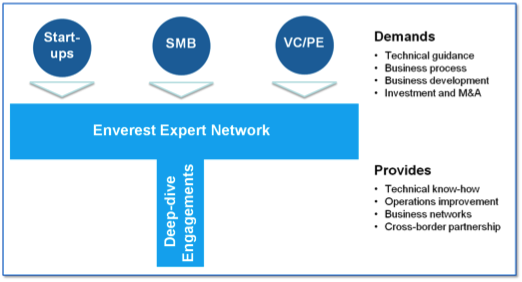 Start-
ups
SMB
VC/PE
Enverest Expert Network
Deep-dive
Engagements
Demands
• Technical guidance
• Business process
• Business development
• Investment and M&A
Provides
• Technical know-how
• Operations improvement
• Business networks
• Cross-border partnership